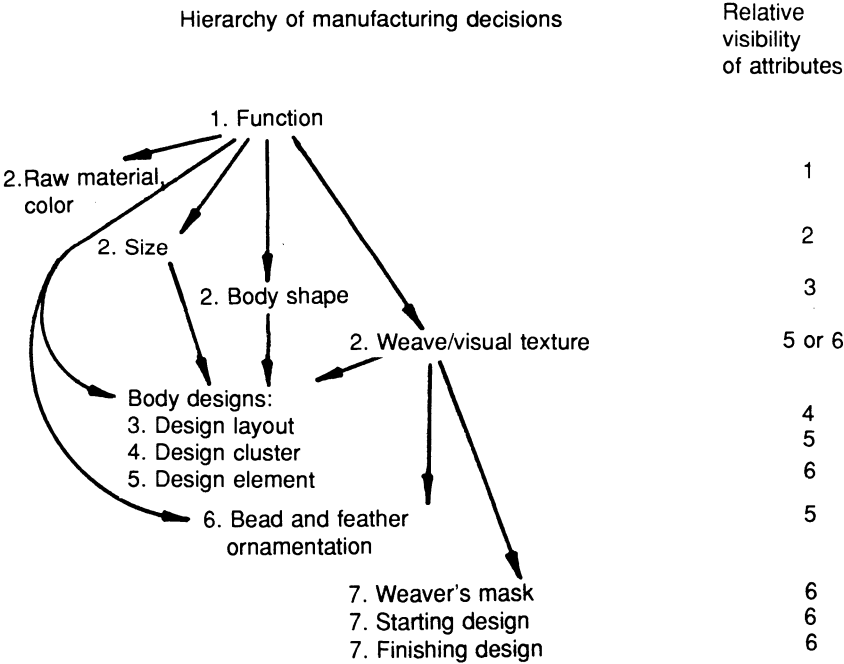 Hierarchy of manufacturing decisions
Relative
visibility
of attributes
1. Function
2.Raw material,
color
1
2. Size
2
2. Body shape
3
2. Weave/visual texture
5 or 6
Body designs:
3. Design layout
4
4. Design cluster
5
5. Design element
6
6. Bead and feather
ornamentation
5
7. Weaver's mask
6
7. Starting design
6
7. Finishing design
6